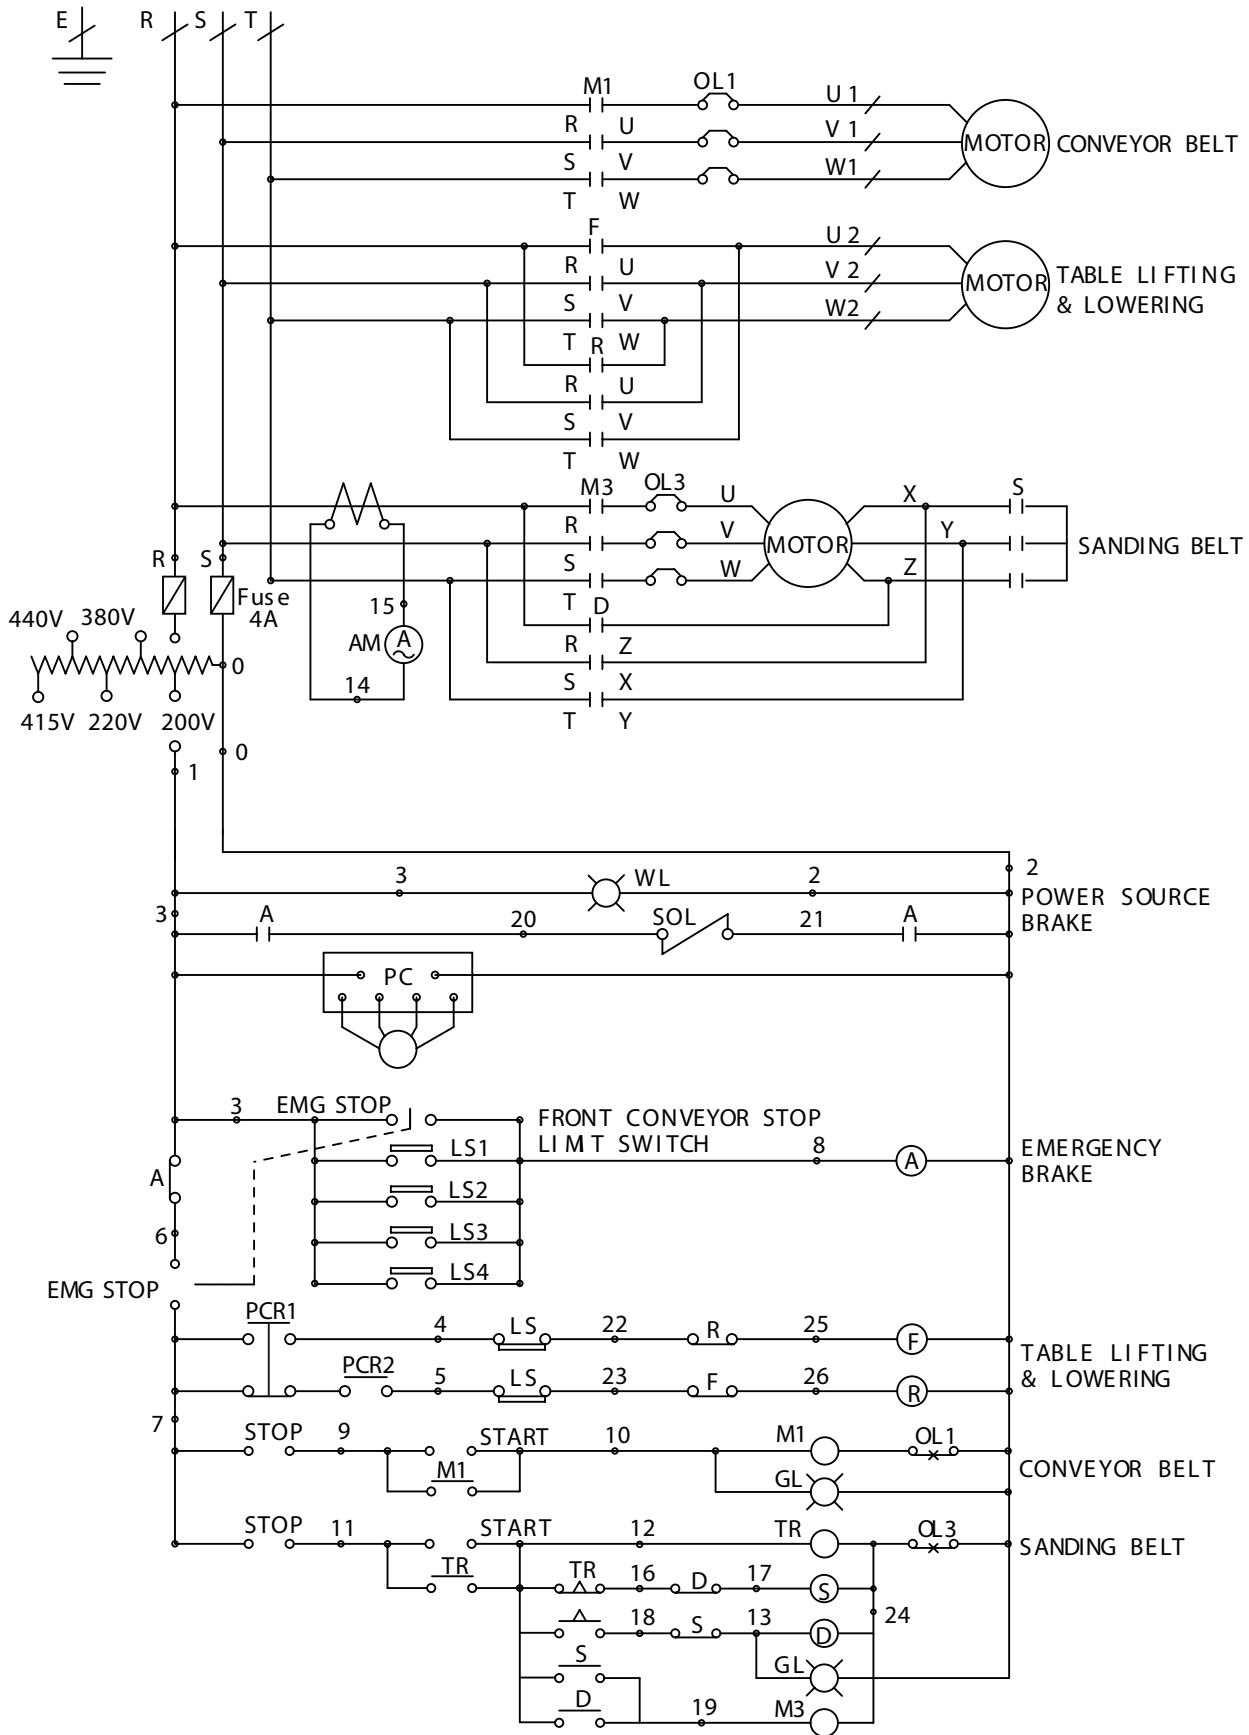 E R S T
M1 OL1 U1
R U V1 MOTOR CONVEYOR BELT
S V W1
T W
F U2
R U V2 MOTOR TABLE LIFTING
S V W2 & LOWERING
T W
R
R U
S V
T W
M3 OL3 U X S
R V MOTOR Y SANDING BELT
S W Z
T
D
R Z
S X
T Y
R S
Fuse
4A
15
AM A
14
440V 380V
0
415V 220V 200V
0
1
2
3 WL 2 POWER SOURCE
3 A 20 SOL 21 A BRAKE
PC
3 EMG STOP FRONT CONVEYOR STOP
LIMIT SWITCH
LS1 8 A EMERGENCY
BRAKE
A LS2
6 LS3
EMG STOP LS4
PCR1 4 LS 22 R 25 F
TABLE LIFTING
& LOWERING
PCR2 5 LS 23 F 26 R
7
STOP 9 START 10 M1 OL1
CONVEYOR BELT
M1 GL
STOP 11 START 12 TR OL3 SANDING BELT
TR TR 16 D 17 S
24
18 S 13 D
S GL
D 19 M3